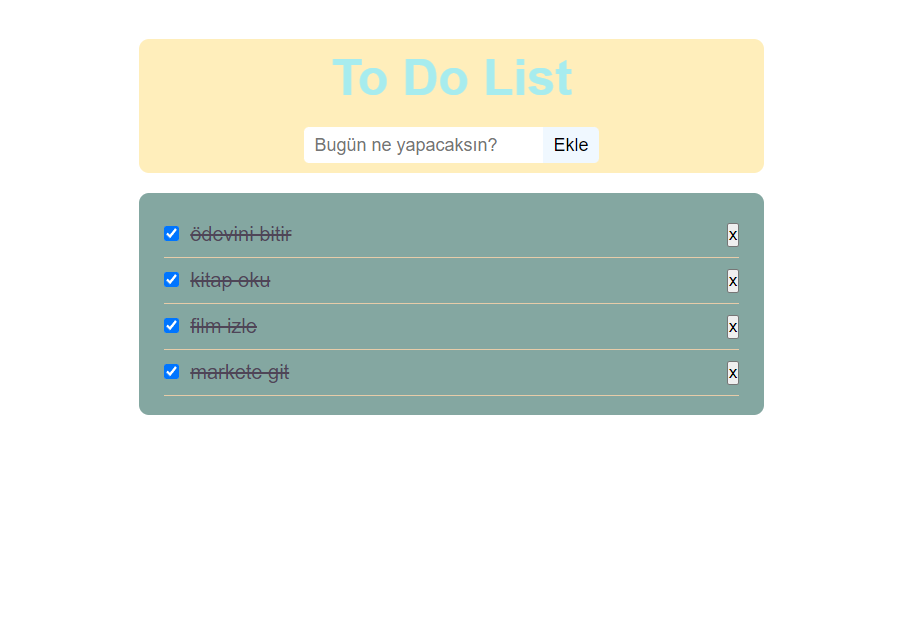 To Do List
Bugün ne yapacaksın?
Ekle
ödevini bitir
x
kitap oku
x
film izle
x
markete git
x